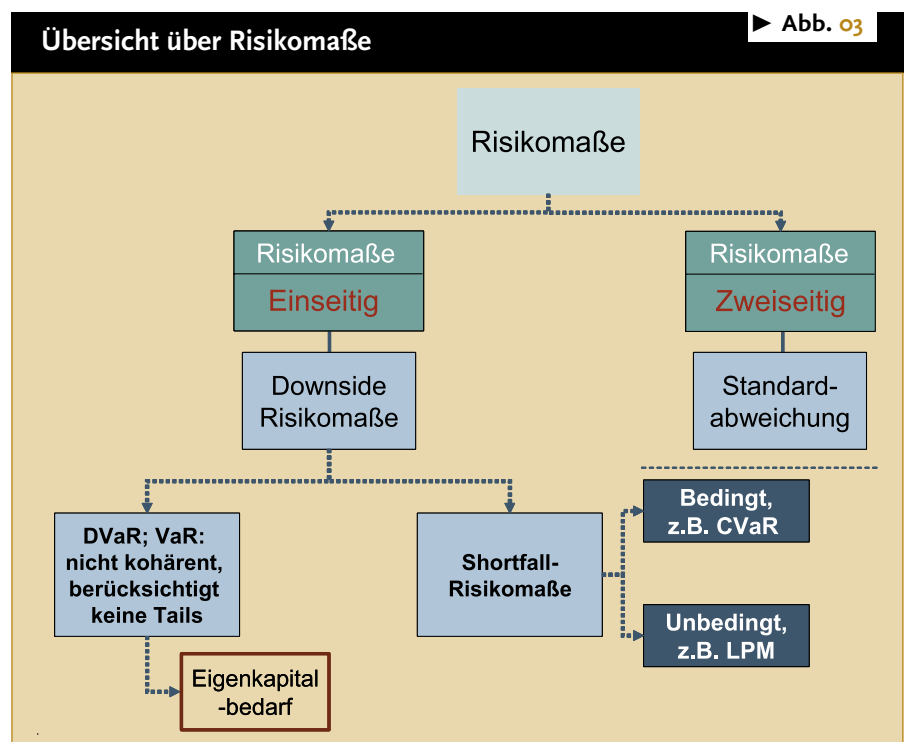 Übersicht über Risikomaße
► Abb. 03
Risikomaße
Risikomaße
Einseitig
Risikomaße
Zweiseitig
Downside
Risikomaße
Standard-
abweichung
DVaR; VaR:
nicht kohärent,
berücksichtigt
keine Tails
Shortfall-
Risikomaße
Bedingt,
z.B. CVaR
Unbedingt,
z.B. LPM
Eigenkapital
-bedarf